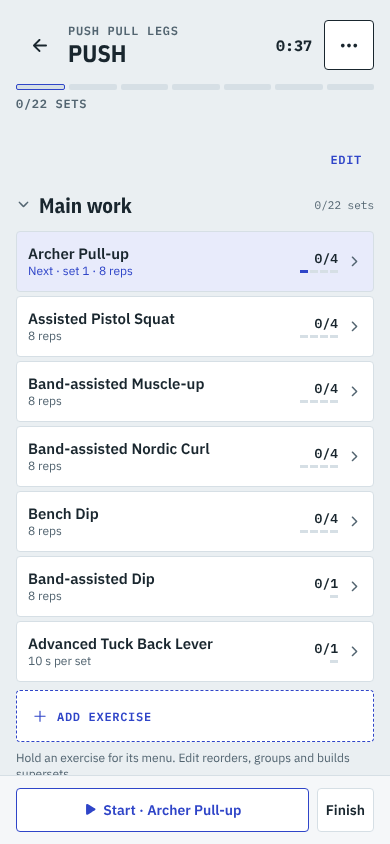 PUSH PULL LEGS
PUSH
0:37
0/22 SETS
EDIT
Main work
0/22 sets
Archer Pull-up
Next · set 1 · 8 reps
0/4
Assisted Pistol Squat
8 reps
0/4
Band-assisted Muscle-up
8 reps
0/4
Band-assisted Nordic Curl
8 reps
0/4
Bench Dip
8 reps
0/4
Band-assisted Dip
8 reps
0/1
Advanced Tuck Back Lever
10 s per set
0/1
+ ADD EXERCISE
Hold an exercise for its menu. Edit reorders, groups and builds
supersets.
Start · Archer Pull-up
Finish